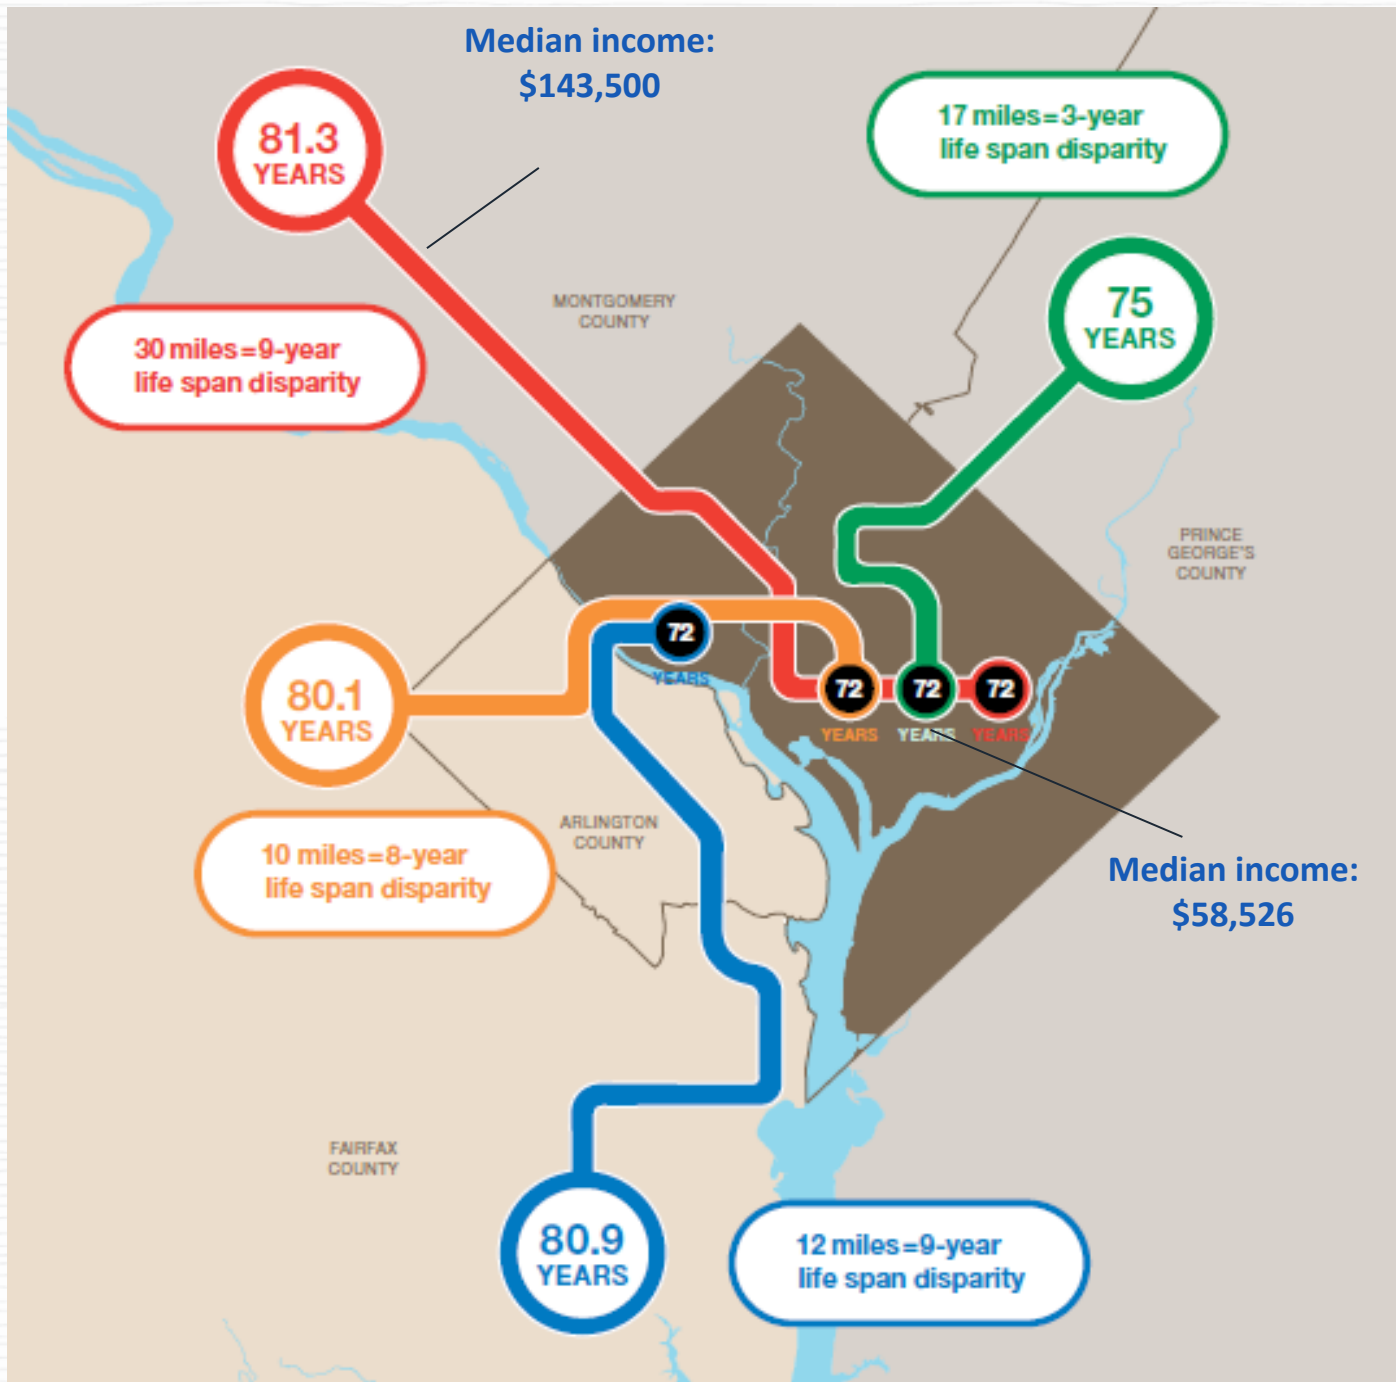 Median income:
$143,500
81.3
YEARS
17 miles=3-year
life span disparity
MONTGOMERY
COUNTY
75
YEARS
30 miles=9-year
life span disparity
PRINCE
GEORGE'S
COUNTY
72
YEARS
80.1
YEARS
72
YEARS
72
YEARS
72
YEARS
ARLINGTON
COUNTY
10 miles=8-year
life span disparity
Median income:
$58,526
FAIRFAX
COUNTY
80.9
YEARS
12 miles=9-year
life span disparity